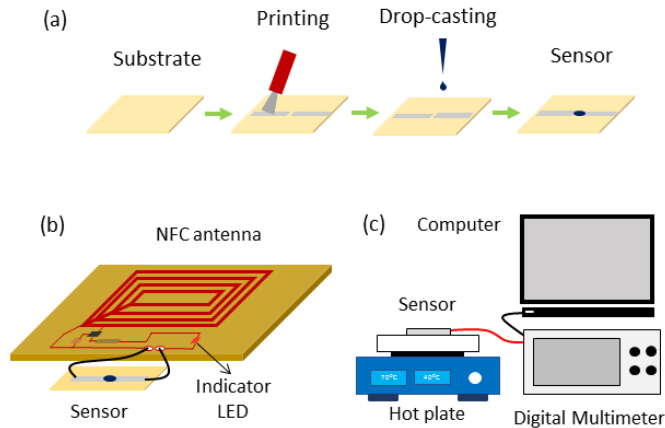 (a)
Printing
Drop-casting
Substrate
Sensor
(b)
NFC antenna
Sensor
Indicator
LED
(c)
Computer
Sensor
70°C
40°C
Hot plate
Digital Multimeter